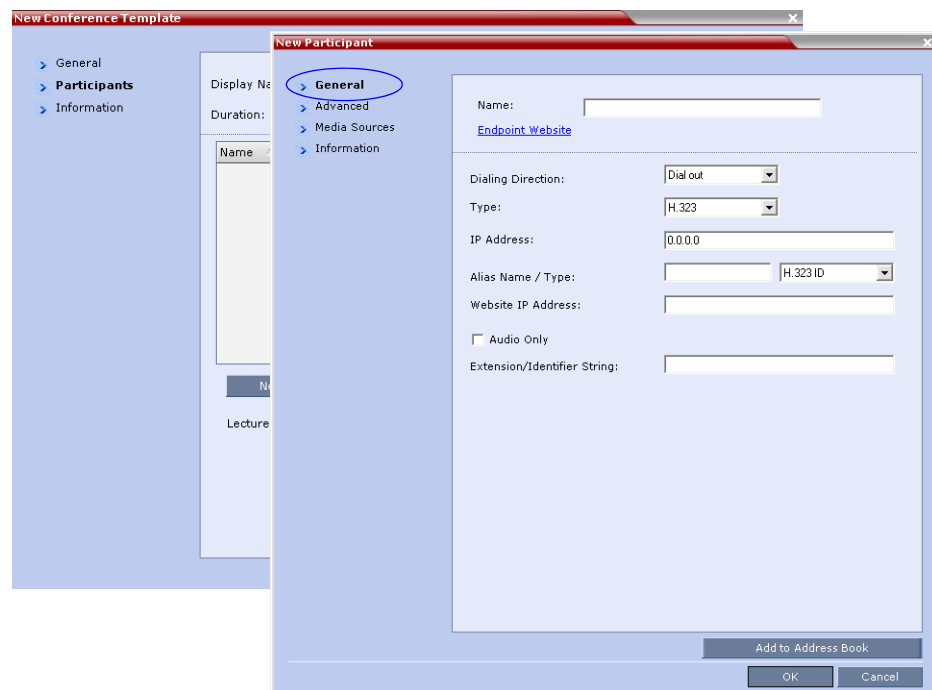 New Conference Template
General
Participants
Information
Display Na
Duration:
Name
Lecture
New Participant
General
Advanced
Media Sources
Information
Name:
Endpoint Website
Dialing Direction: Dial out
Type: H.323
IP Address: 0.0.0.0
Alias Name / Type: H.323 ID
Website IP Address:
Audio Only
Extension/Identifier String:
Add to Address Book
OK Cancel